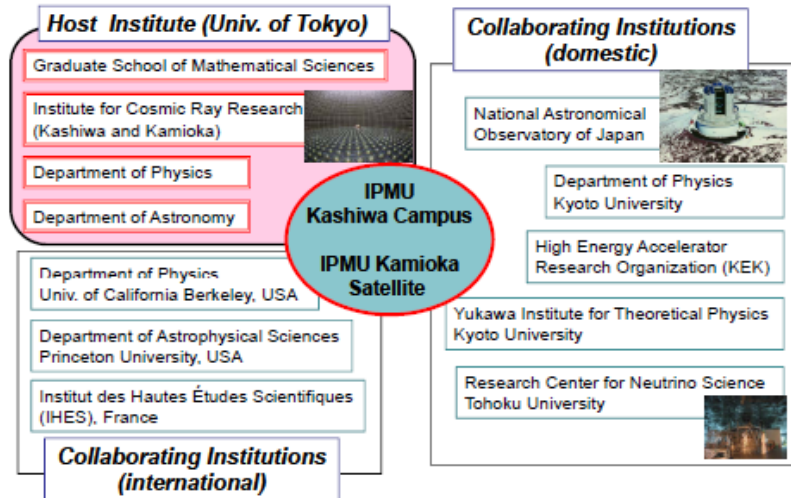 Host Institute (Univ. of Tokyo)
Graduate School of Mathematical Sciences
Institute for Cosmic Ray Research
(Kashiwa and Kamioka)
Department of Physics
Department of Astronomy
IPMU
Kashiwa Campus
IPMU Kamioka
Satellite
Collaborating Institutions
(domestic)
National Astronomical
Observatory of Japan
Department of Physics
Kyoto University
High Energy Accelerator
Research Organization (KEK)
Yukawa Institute for Theoretical Physics
Kyoto University
Research Center for Neutrino Science
Tohoku University
Department of Physics
Univ. of California Berkeley, USA
Department of Astrophysical Sciences
Princeton University, USA
Institut des Hautes Études Scientifiques
(IHES), France
Collaborating Institutions
(international)